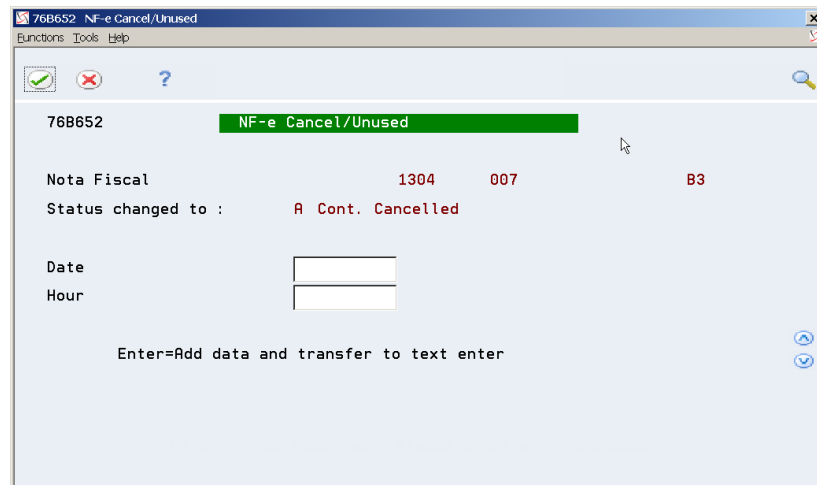 76B652 NF-e Cancel/Unused
Functions Tools Help
?
76B652 NF-e Cancel/Unused
Nota Fiscal 1304 007 B3
Status changed to : A Cont. Cancelled
Date
Hour
Enter=Add data and transfer to text enter